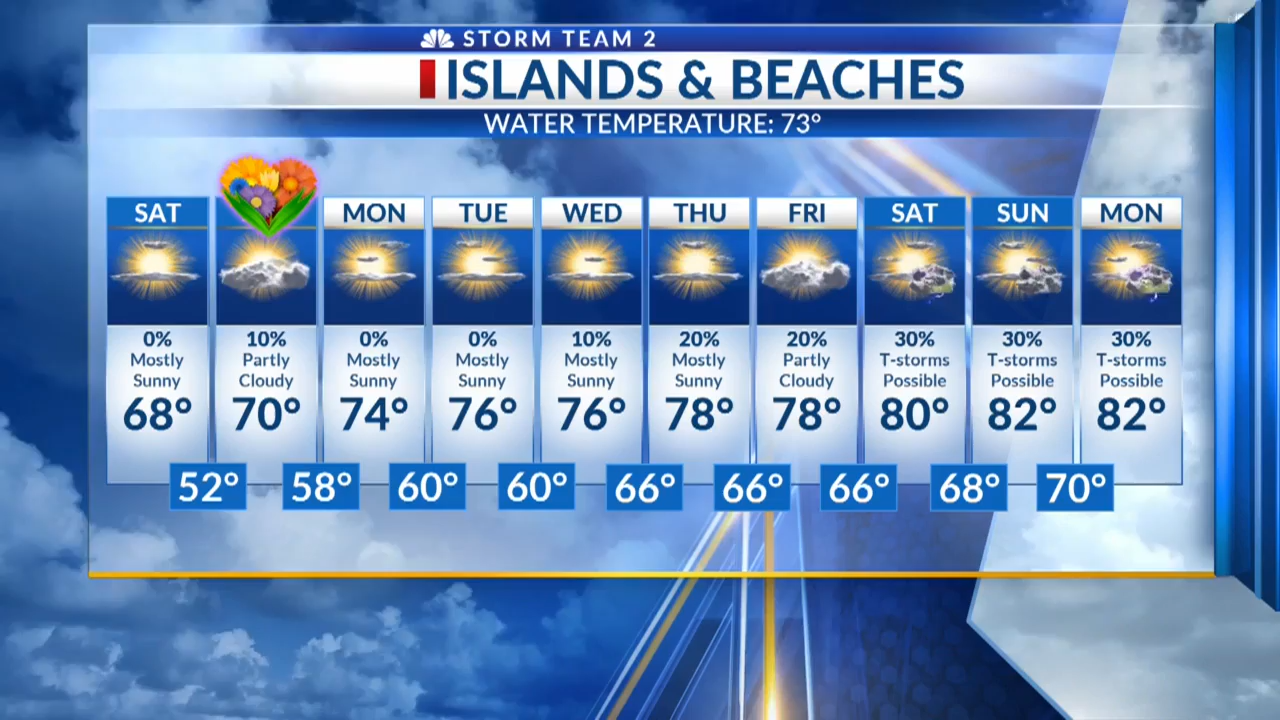 STORM TEAM 2
ISLANDS & BEACHES
WATER TEMPERATURE: 73°
SAT
0%
Mostly
Sunny
68°
10%
Partly
Cloudy
70°
MON
0%
Mostly
Sunny
74°
TUE
0%
Mostly
Sunny
76°
WED
10%
Mostly
Sunny
76°
THU
20%
Mostly
Sunny
78°
FRI
20%
Partly
Cloudy
78°
SAT
30%
T-storms
Possible
80°
SUN
30%
T-storms
Possible
82°
MON
30%
T-storms
Possible
82°
52°
58°
60°
60°
66°
66°
66°
68°
70°